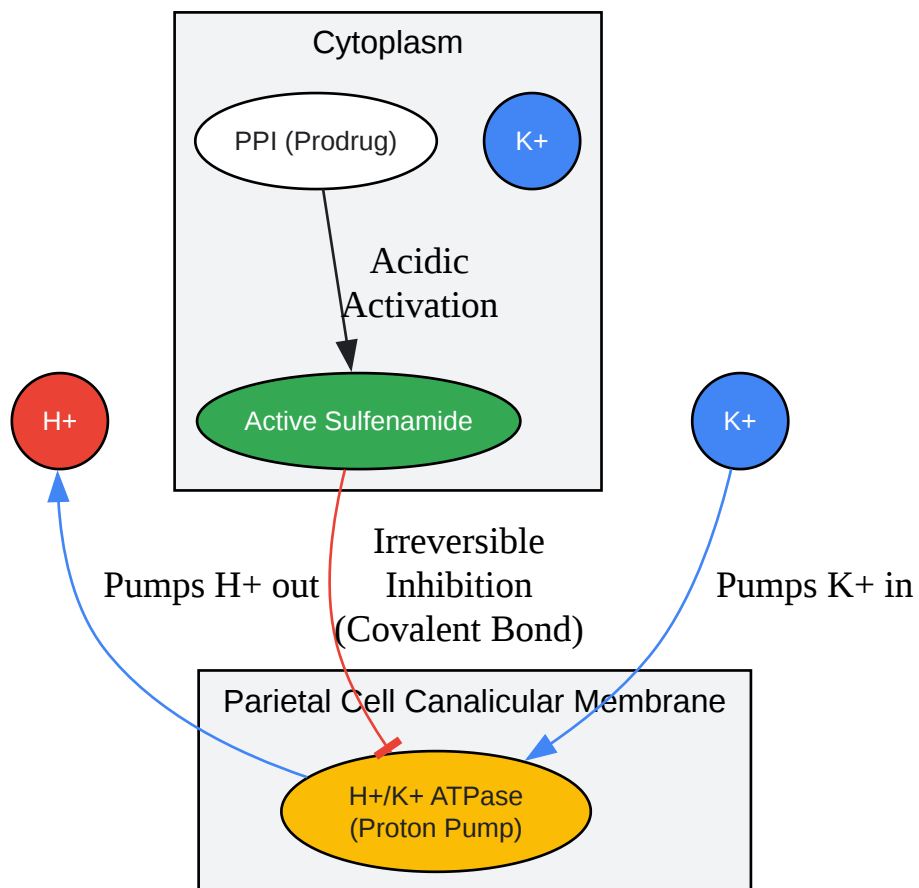 Cytoplasm
PPI (Prodrug)
K+
Acidic
Activation
H+
Active Sulfenamide
K+
Pumps H+ out
Irreversible
Inhibition
(Covalent Bond)
Pumps K+ in
Parietal Cell Canalicular Membrane
H+/K+ ATPase
(Proton Pump)